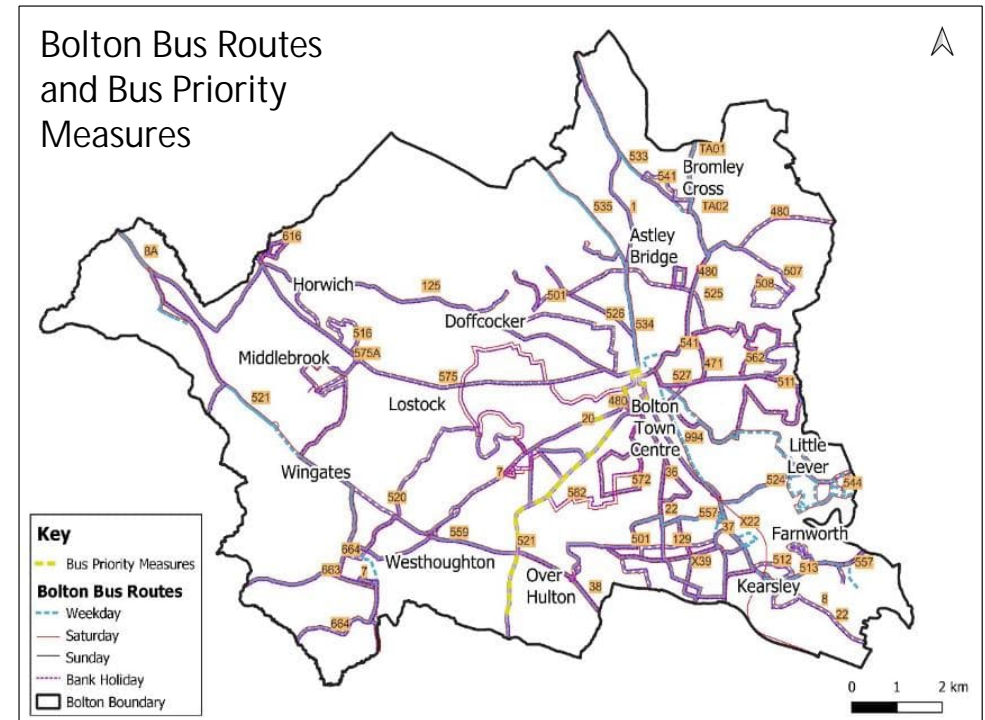 Bolton Bus Routes
and Bus Priority
Measures
TA01
533
Bromley
Cross
541
TA02
535
1
480
Astley
Bridge
616
8A
Horwich
125
501
480
507
508
525
526
534
Doffcocker
516
575A
Middlebrook
541
471
562
575
527
511
521
Lostock
480
20
Bolton
Town
Centre
994
Little
Lever
Wingates
7
36
572
524
544
582
520
22
557
X22
37
Farnworth
559
521
501
129
664
Westhoughton
X39
512
513
557
663
7
Over
Hulton
38
Kearsley
8
22
664
Key
Bus Priority Measures
Bolton Bus Routes
Weekday
Saturday
Sunday
Bank Holiday
Bolton Boundary
0 1 2 km